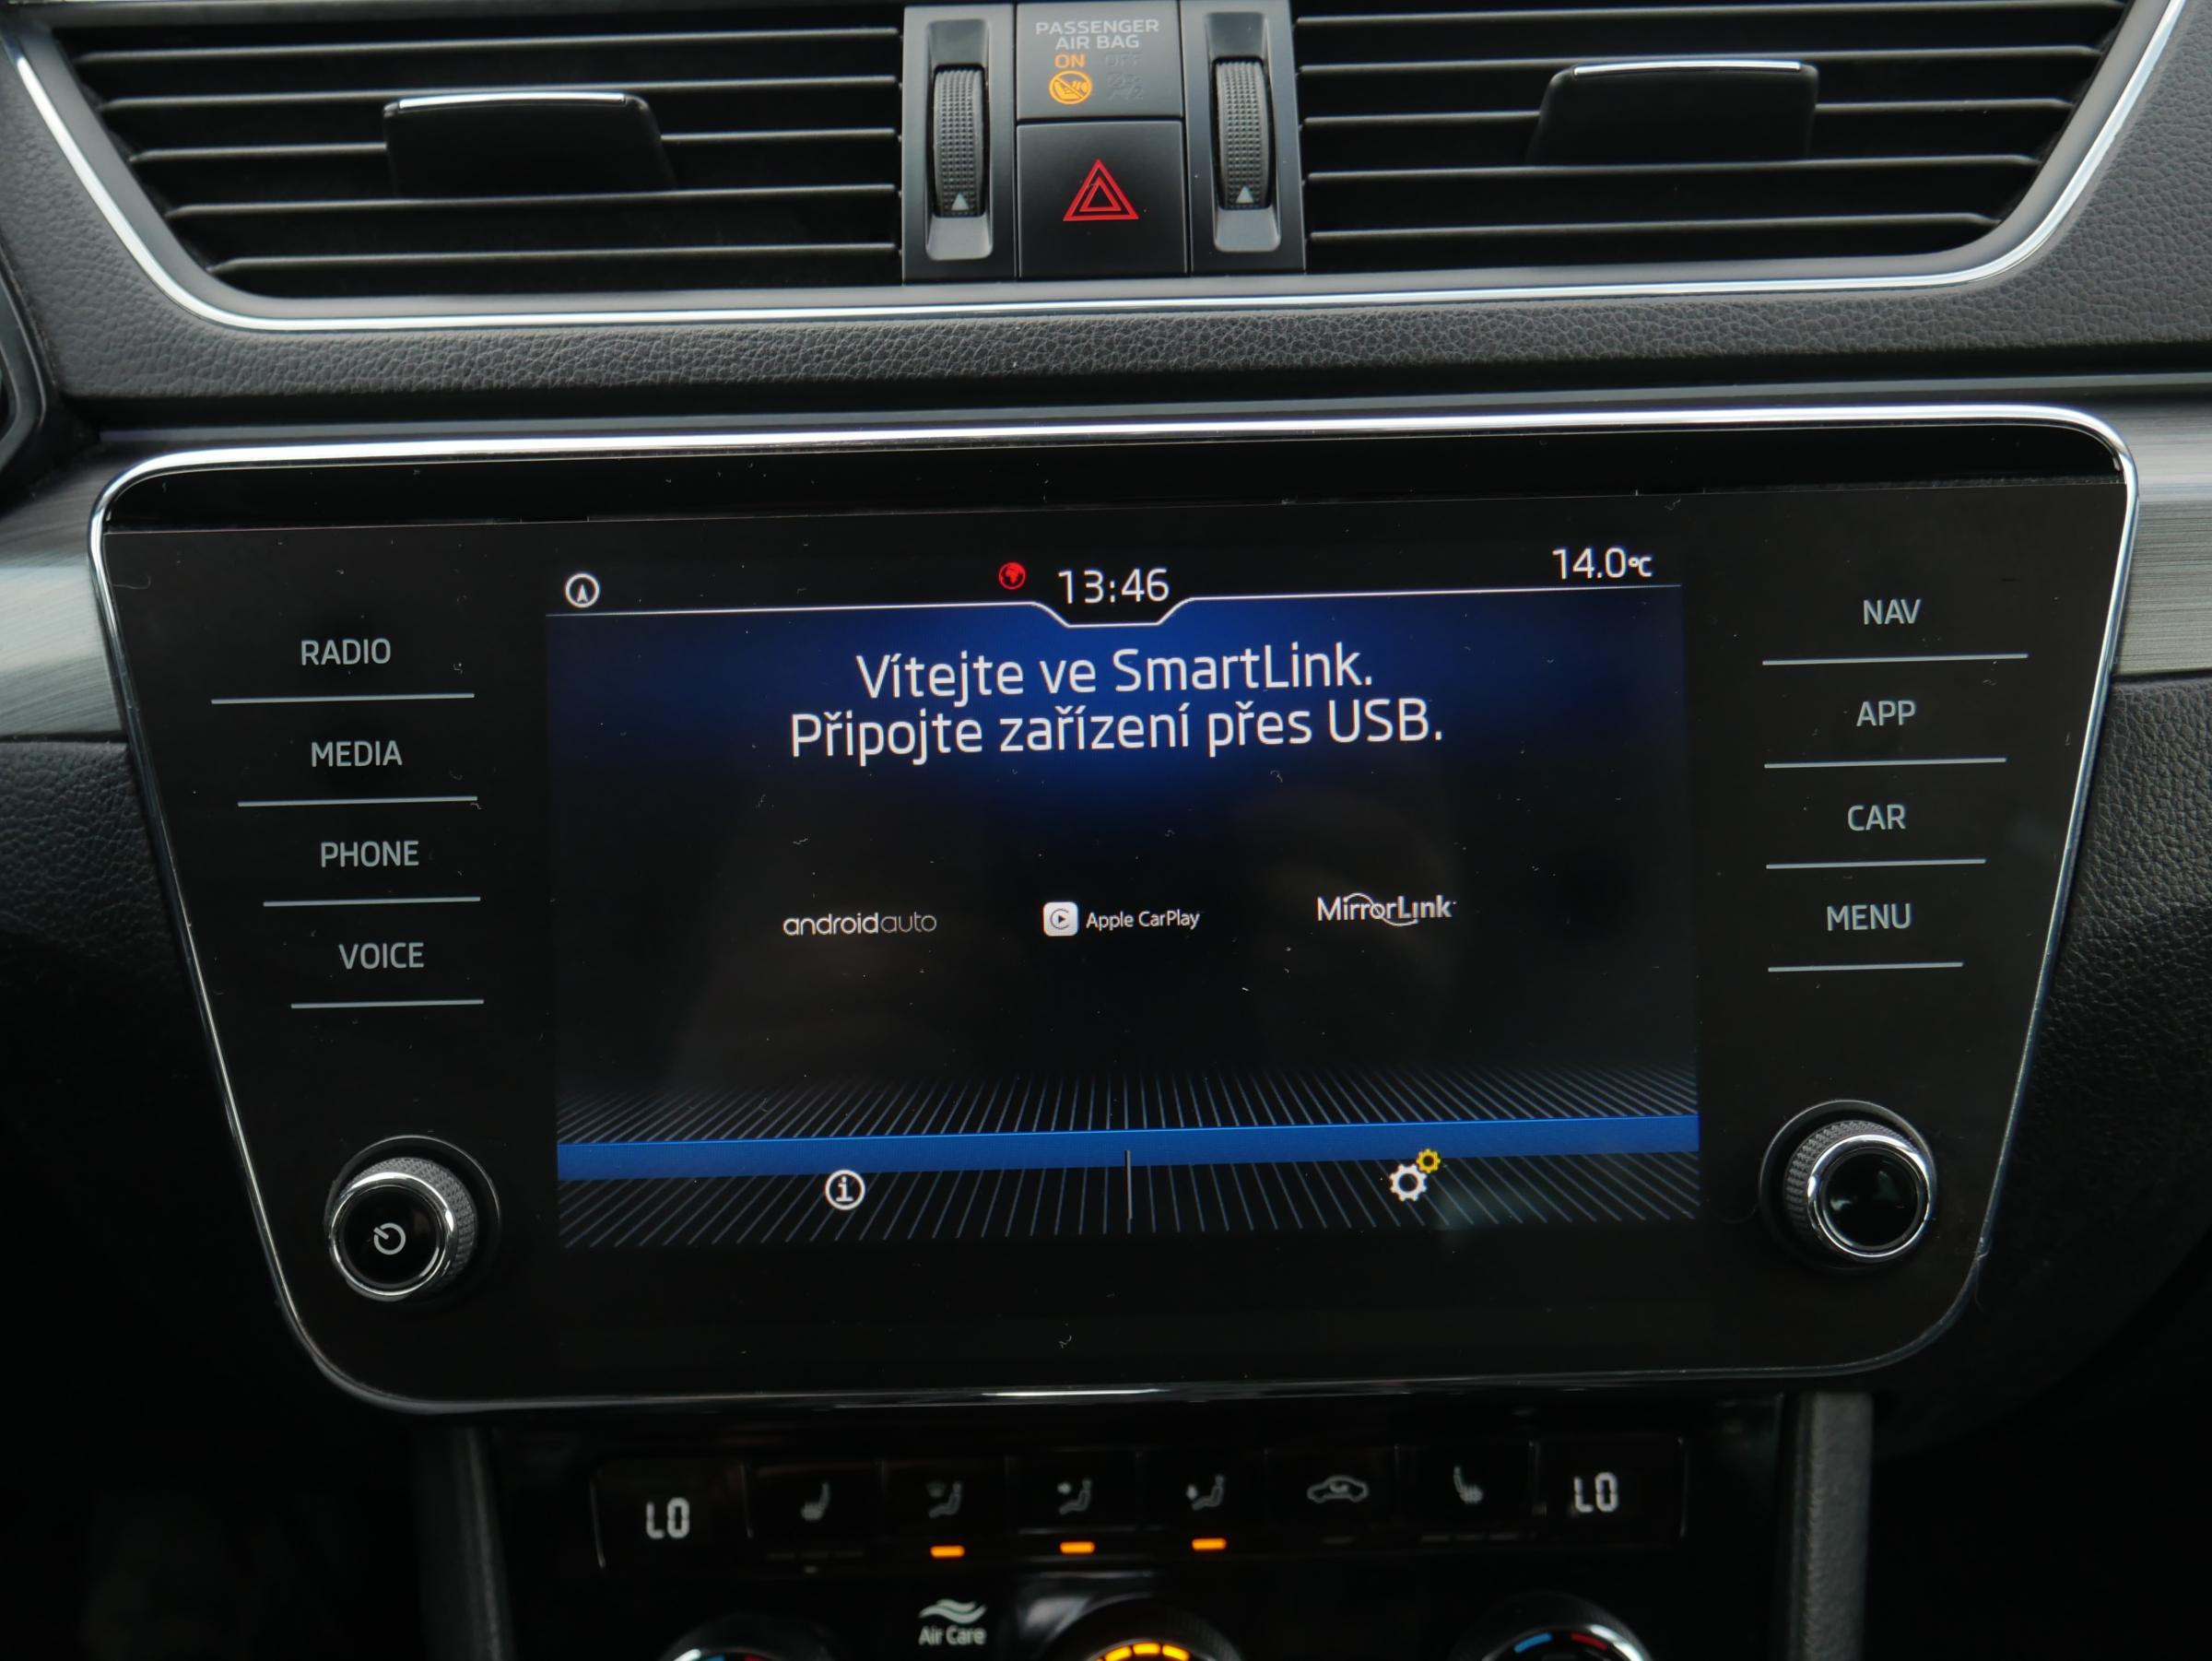 PASSENGER
AIR BAG
ON OFF
13:46
14.0°C
Vítejte ve SmartLink.
Připojte zařízení přes USB.
RADIO
MEDIA
PHONE
VOICE
NAV
APP
CAR
MENU
androidauto
Apple CarPlay
MirrorLink
LO
LO
Air Care